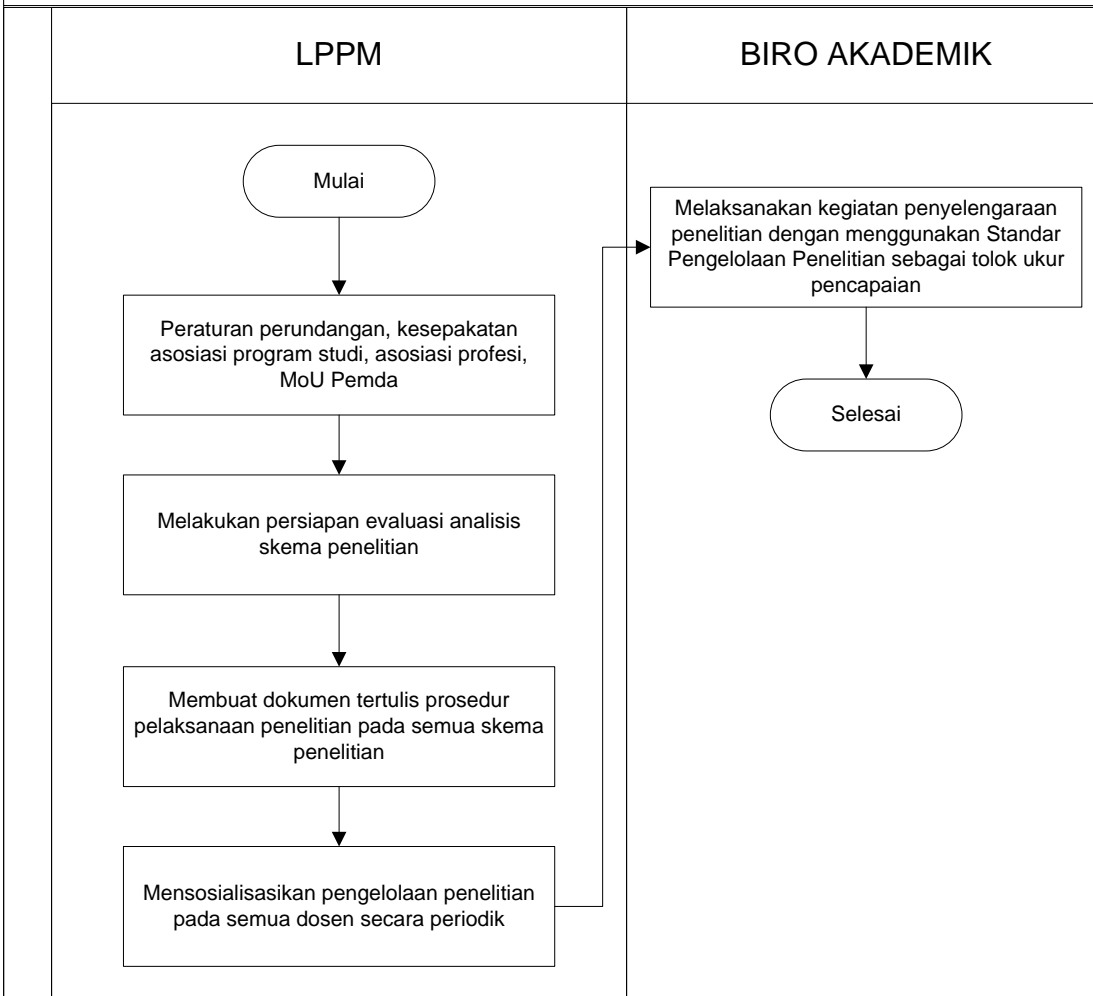 LPPM
BIRO AKADEMIK
Mulai
Peraturan perundangan, kesepakatan
asosiasi program studi, asosiasi profesi,
MoU Pemda
Melakukan persiapan evaluasi analisis
skema penelitian
Membuat dokumen tertulis prosedur
pelaksanaan penelitian pada semua skema
penelitian
Mensosialisasikan pengelolaan penelitian
pada semua dosen secara periodik
Melaksanakan kegiatan penyelengaraan
penelitian dengan menggunakan Standar
Pengelolaan Penelitian sebagai tolok ukur
pencapaian
Selesai